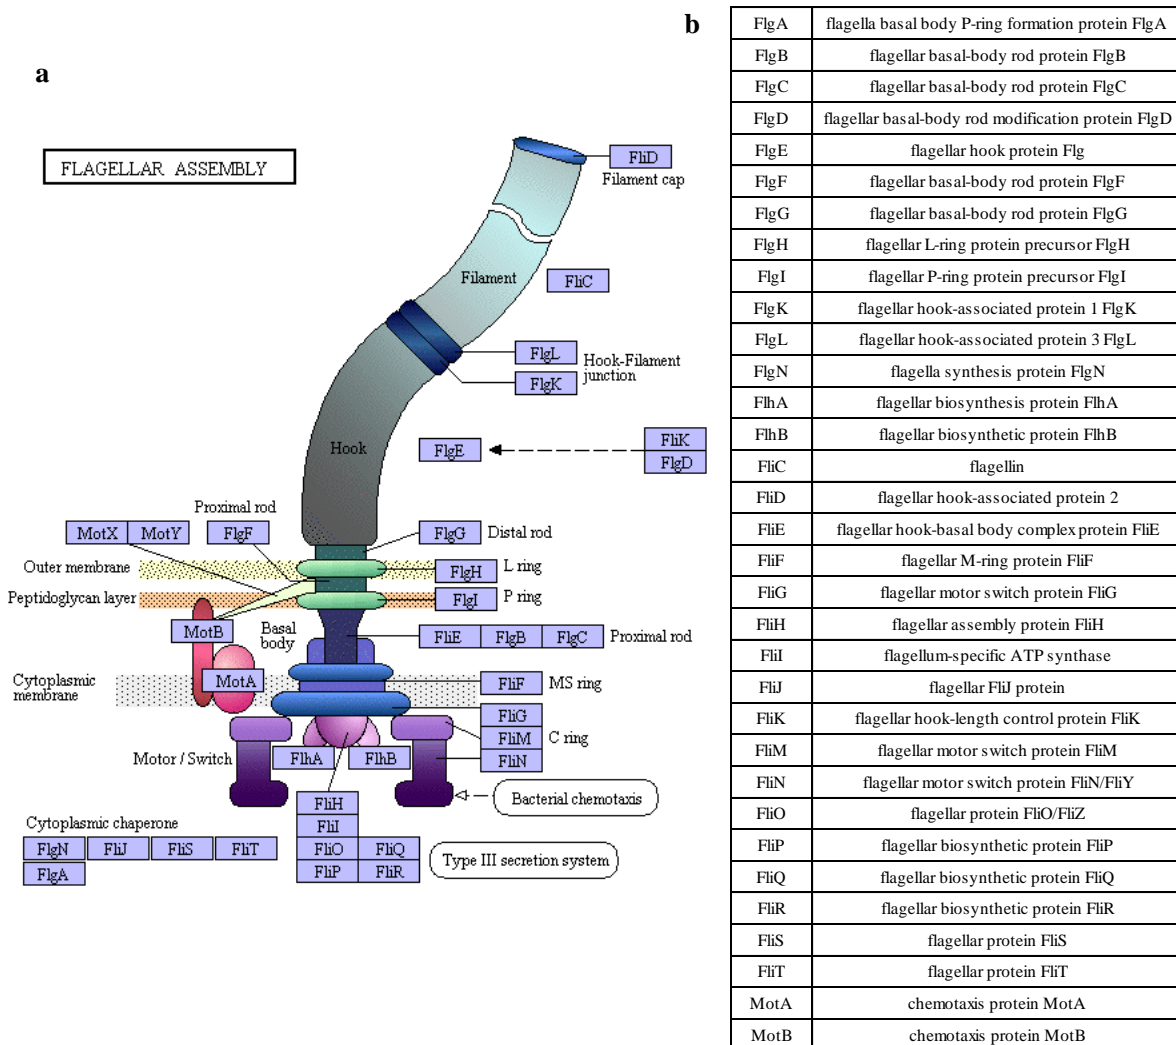 a
FLAGELLAR ASSEMBLY
FliD
Filament cap
Filament
FliC
FlgL
FlgK
Hook-Filament
junction
Hook
FlgE
FliK
FlgD
Proximal rod
MotX MotY FlgF
FlgG Distal rod
Outer membrane
FlgH L ring
Peptidoglycan layer
FlgI P ring
MotB
Basal
body
FliE FlgB FlgC Proximal rod
Cytoplasmic
membrane
MotA
FliF MS ring
FliG
FliM C ring
FliN
Motor / Switch
FlhA FlhB
Bacterial chemotaxis
FliH
FliI
FliO FliQ
FliP FliR
Type III secretion system
Cytoplasmic chaperone
FlgN FliJ FliS FliT
FlgA
b
FlgA flagella basal body P-ring formation protein FlgA
FlgB flagellar basal-body rod protein FlgB
FlgC flagellar basal-body rod protein FlgC
FlgD flagellar basal-body rod modification protein FlgD
FlgE flagellar hook protein Flg
FlgF flagellar basal-body rod protein FlgF
FlgG flagellar basal-body rod protein FlgG
FlgH flagellar L-ring protein precursor FlgH
FlgI flagellar P-ring protein precursor FlgI
FlgK flagellar hook-associated protein 1 FlgK
FlgL flagellar hook-associated protein 3 FlgL
FlgN flagella synthesis protein FlgN
FlhA flagellar biosynthesis protein FlhA
FlhB flagellar biosynthetic protein FlhB
FliC flagellin
FliD flagellar hook-associated protein 2
FliE flagellar hook-basal body complex protein FliE
FliF flagellar M-ring protein FliF
FliG flagellar motor switch protein FliG
FliH flagellar assembly protein FliH
FliI flagellum-specific ATP synthase
FliJ flagellar FliJ protein
FliK flagellar hook-length control protein FliK
FliM flagellar motor switch protein FliM
FliN flagellar motor switch protein FliN/FliY
FliO flagellar protein FliO/FliZ
FliP flagellar biosynthetic protein FliP
FliQ flagellar biosynthetic protein FliQ
FliR flagellar biosynthetic protein FliR
FliS flagellar protein FliS
FliT flagellar protein FliT
MotA chemotaxis protein MotA
MotB chemotaxis protein MotB